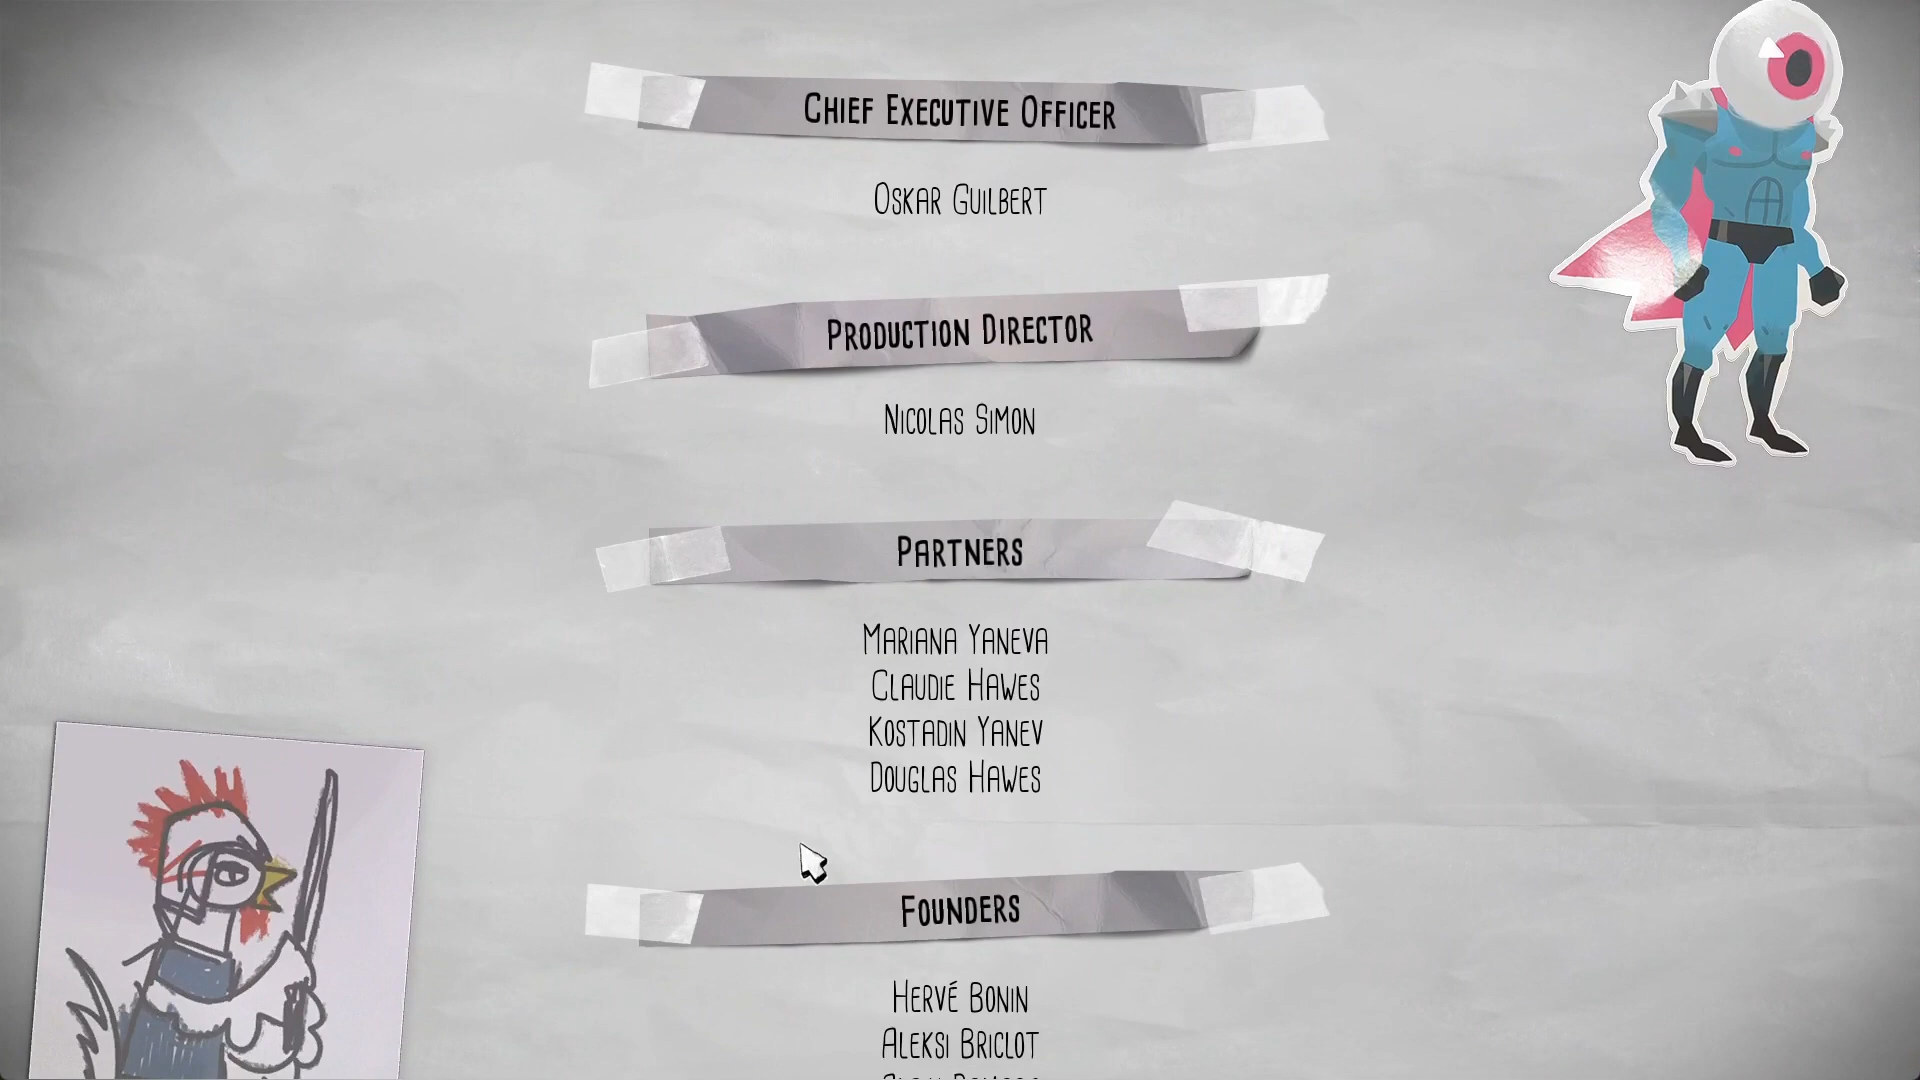 Chief Executive Officer
Oskar Guilbert
Production Director
Nicolas Simon
Partners
Mariana Yaneva
Claudie Hawes
Kostadin Yanev
Douglas Hawes
Founders
Hervé Bonin
Aleksi Briclot